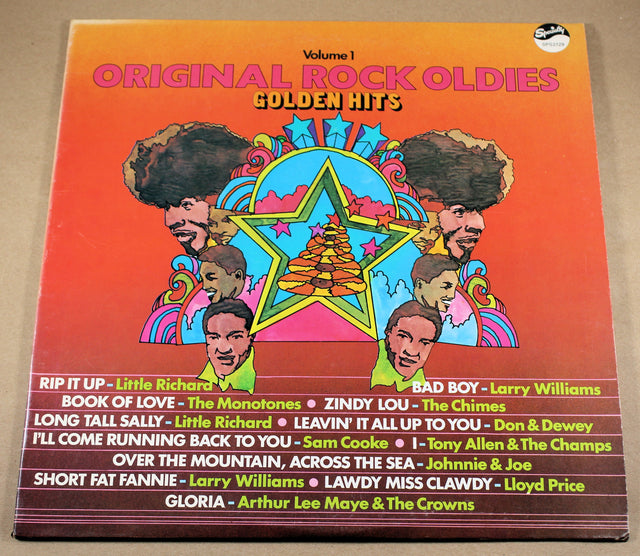 Specialty
SPS2129
Volume 1
ORIGINAL ROCK OLDIES
GOLDEN HITS
RIP IT UP – Little Richard BAD BOY – Larry Williams
BOOK OF LOVE – The Monotones • ZINDY LOU – The Chimes
LONG TALL SALLY – Little Richard • LEAVIN' IT ALL UP TO YOU – Don & Dewey
I'LL COME RUNNING BACK TO YOU – Sam Cooke • I – Tony Allen & The Champs
OVER THE MOUNTAIN, ACROSS THE SEA – Johnnie & Joe
SHORT FAT FANNIE – Larry Williams • LAWDY MISS CLAWDY – Lloyd Price
GLORIA – Arthur Lee Maye & The Crowns